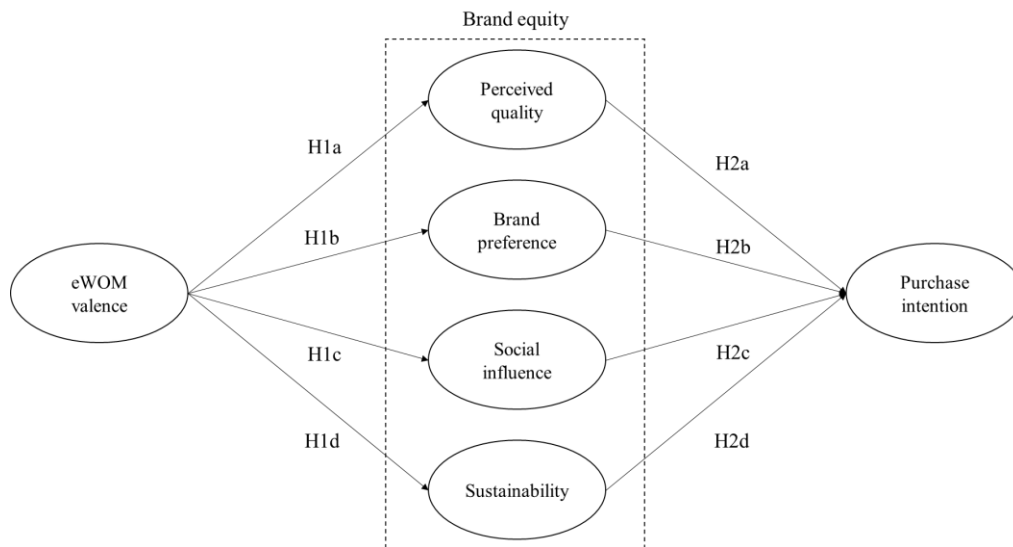 Brand equity
Perceived
quality
H1a
H2a
Brand
preference
H1b
H2b
eWOM
valence
Purchase
intention
Social
influence
H1c
H2c
H1d
H2d
Sustainability